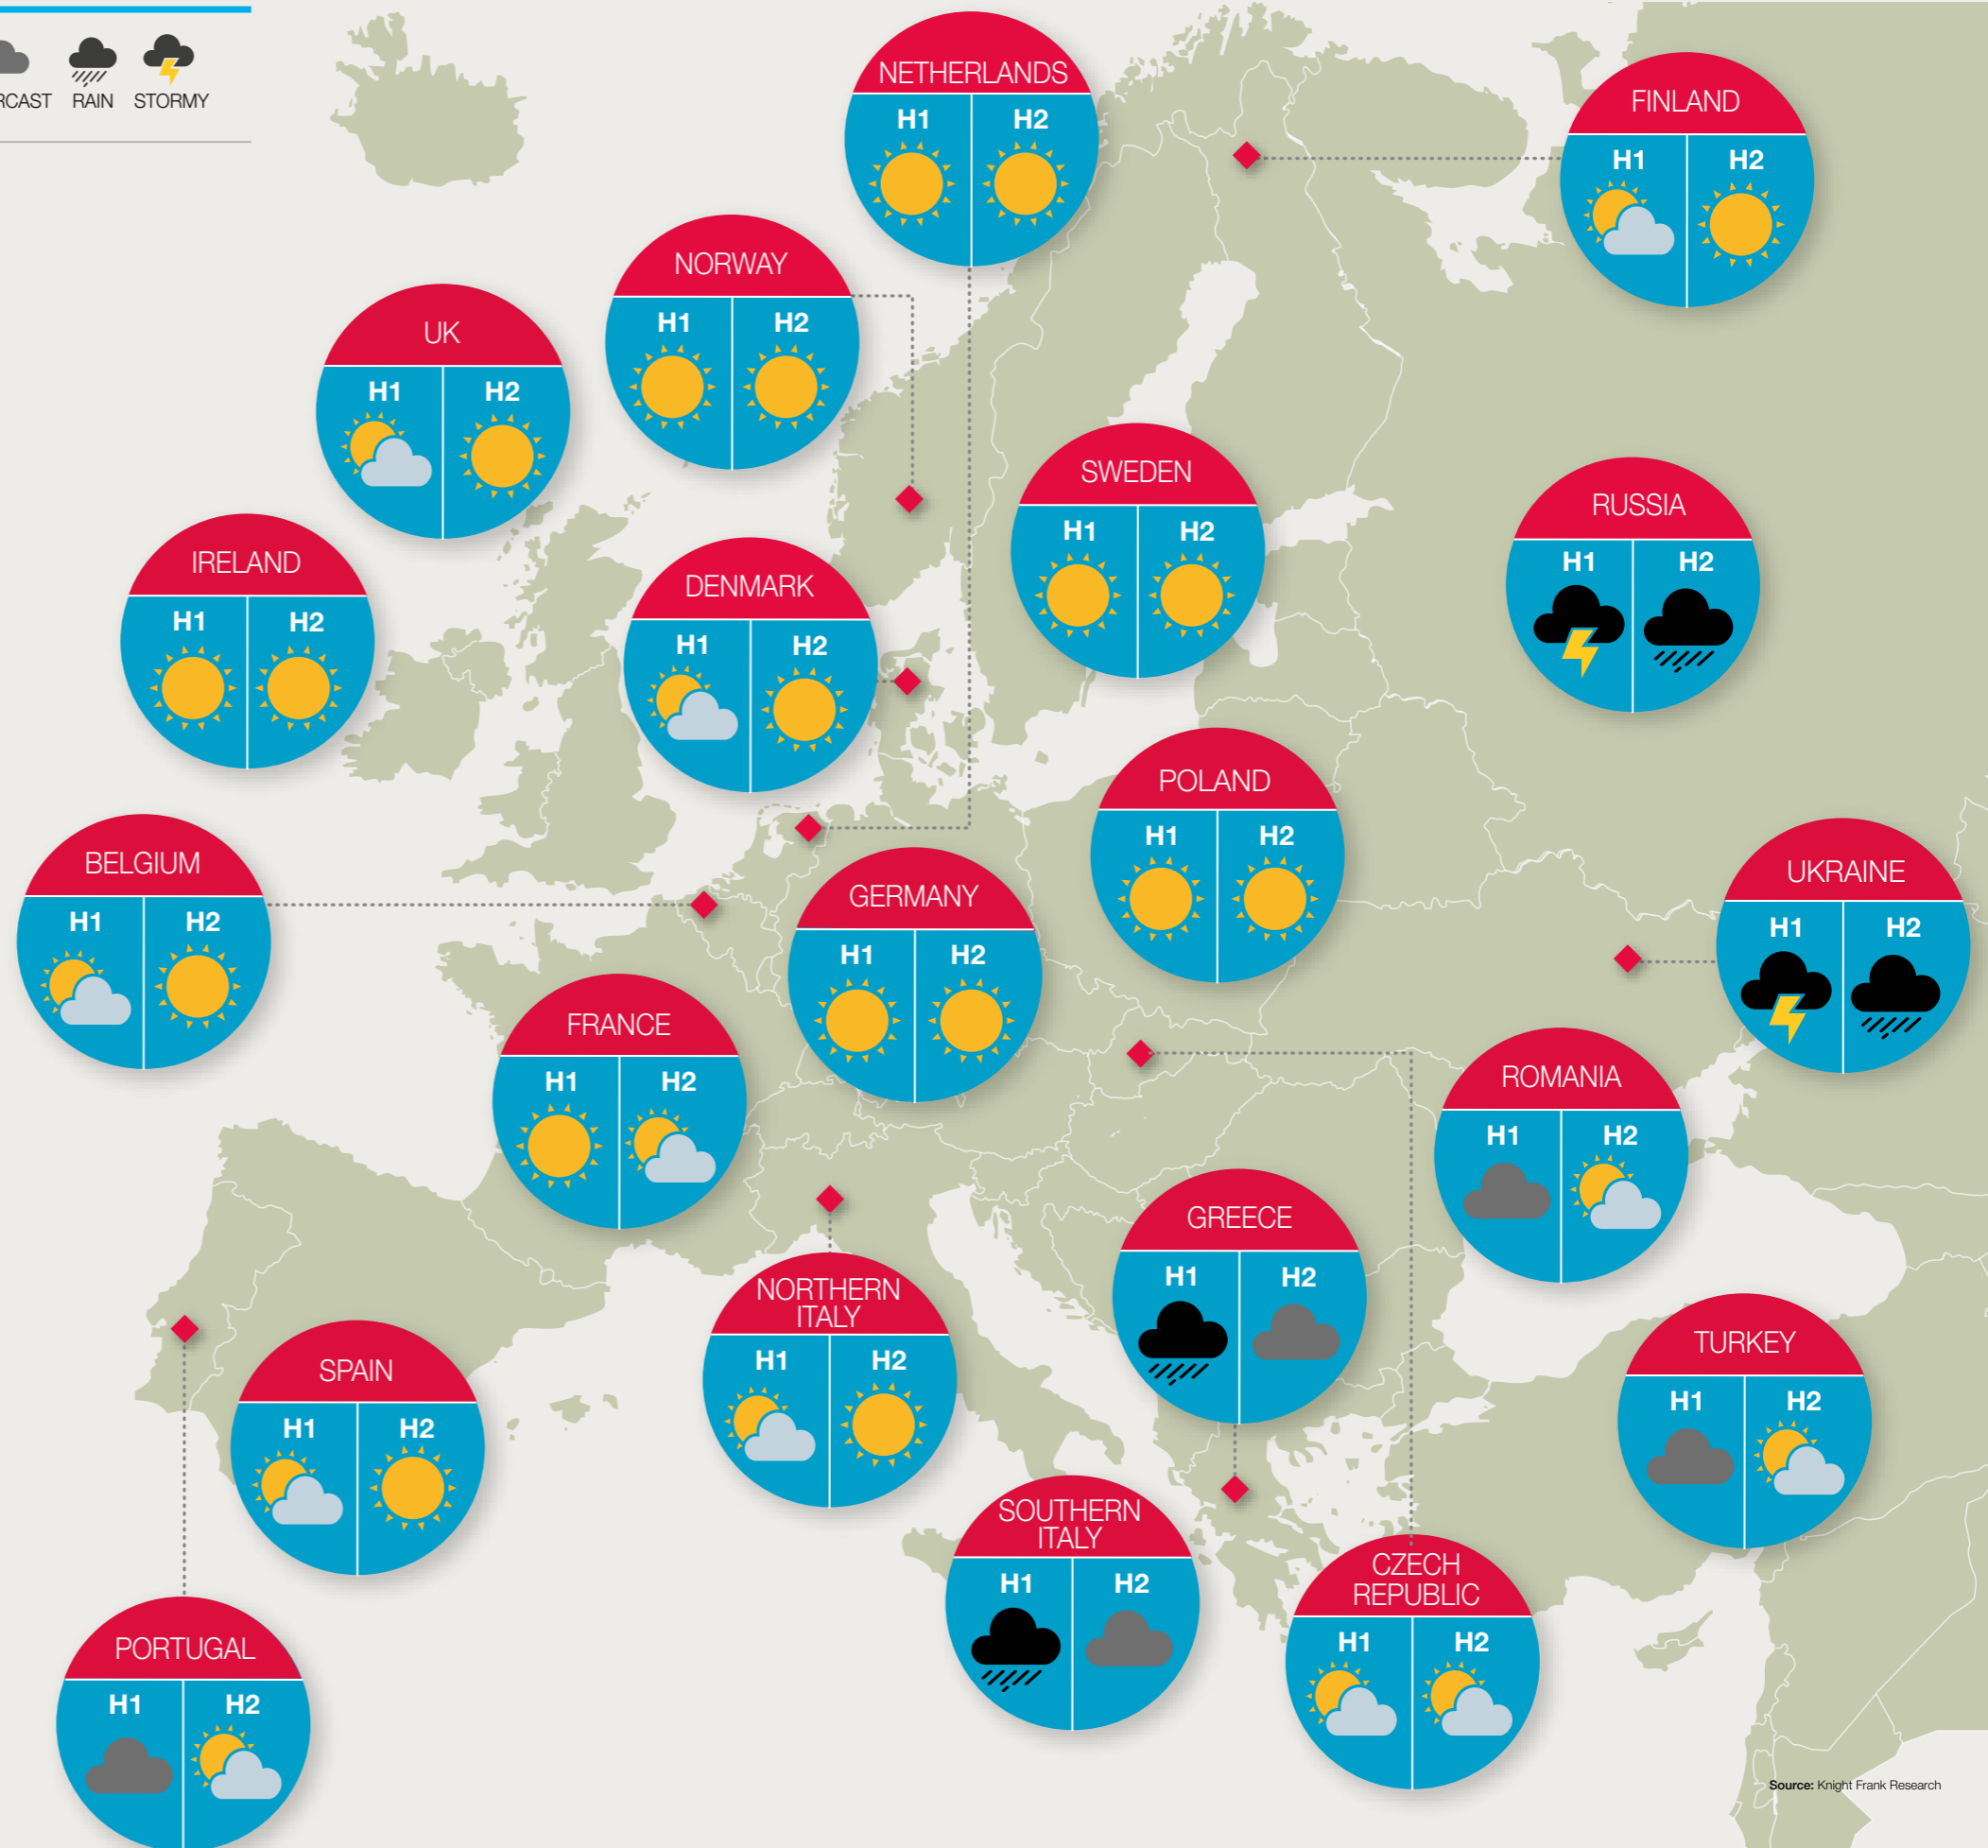 RAIN STORMY
NETHERLANDS
H1 H2
FINLAND
H1 H2
NORWAY
H1 H2
UK
H1 H2
SWEDEN
H1 H2
RUSSIA
H1 H2
IRELAND
H1 H2
DENMARK
H1 H2
POLAND
H1 H2
BELGIUM
H1 H2
GERMANY
H1 H2
UKRAINE
H1 H2
FRANCE
H1 H2
ROMANIA
H1 H2
GREECE
H1 H2
NORTHERN
ITALY
H1 H2
TURKEY
H1 H2
SPAIN
H1 H2
SOUTHERN
ITALY
H1 H2
CZECH
REPUBLIC
H1 H2
PORTUGAL
H1 H2
Source: Knight Frank Research